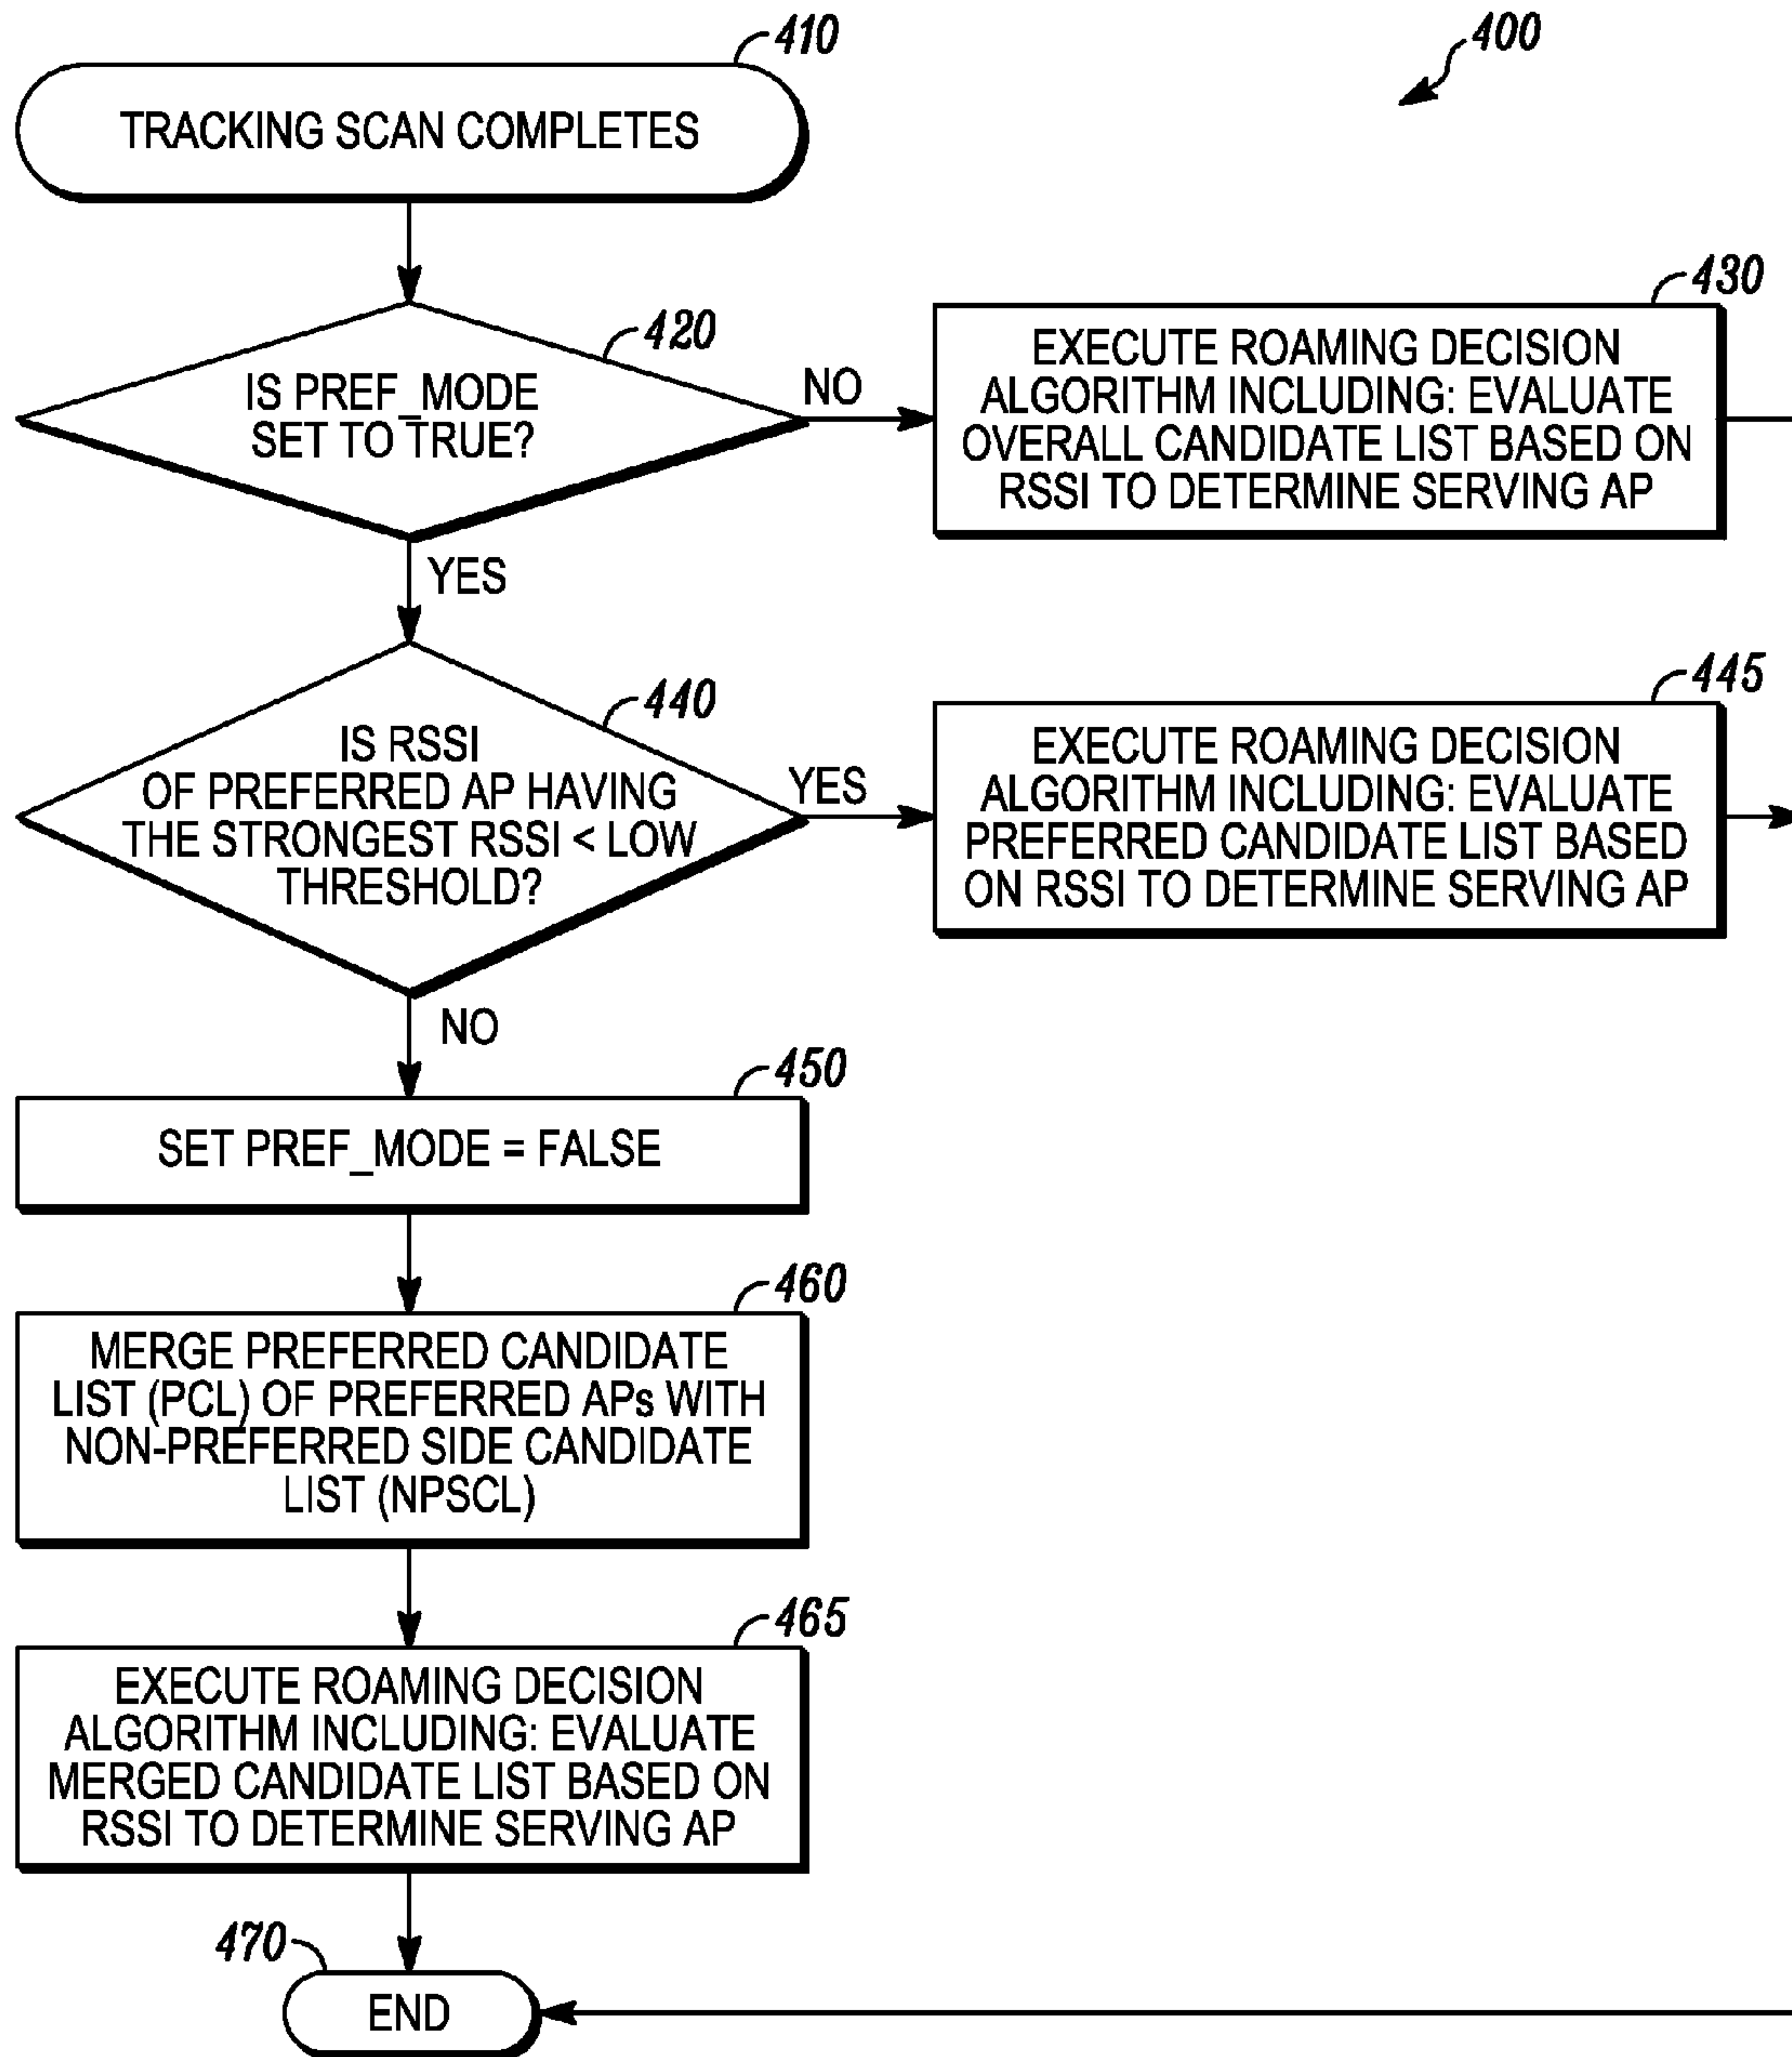 410
400
TRACKING SCAN COMPLETES
420
IS PREF_MODE
SET TO TRUE?
NO
430
EXECUTE ROAMING DECISION
ALGORITHM INCLUDING: EVALUATE
OVERALL CANDIDATE LIST BASED ON
RSSI TO DETERMINE SERVING AP
YES
440
IS RSSI
OF PREFERRED AP HAVING
THE STRONGEST RSSI < LOW
THRESHOLD?
YES
445
EXECUTE ROAMING DECISION
ALGORITHM INCLUDING: EVALUATE
PREFERRED CANDIDATE LIST BASED
ON RSSI TO DETERMINE SERVING AP
NO
450
SET PREF_MODE = FALSE
460
MERGE PREFERRED CANDIDATE
LIST (PCL) OF PREFERRED APs WITH
NON-PREFERRED SIDE CANDIDATE
LIST (NPSCL)
465
EXECUTE ROAMING DECISION
ALGORITHM INCLUDING: EVALUATE
MERGED CANDIDATE LIST BASED ON
RSSI TO DETERMINE SERVING AP
470
END